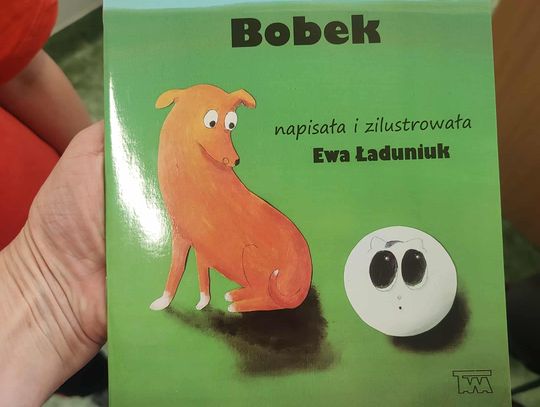 Bobek
napisała i zilustrowała
Ewa Ładuniuk